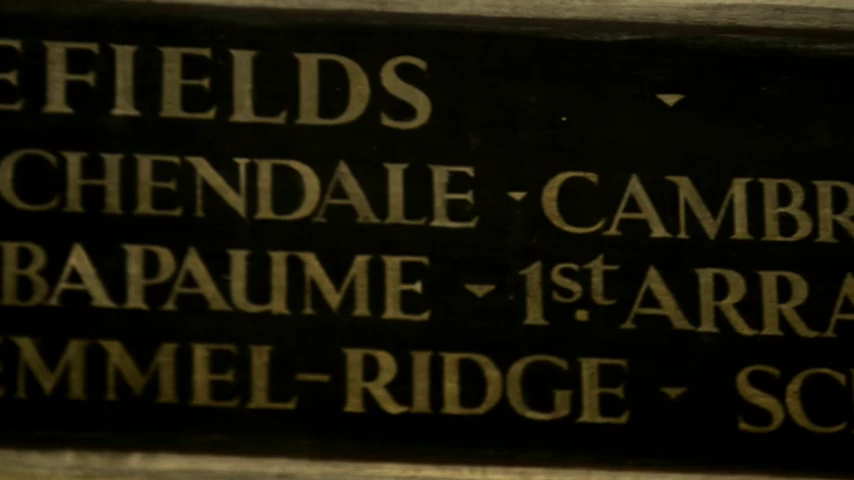 EFIELDS
CHENDALE · CAMBR
BAPAUME · 1st. ARRA
EMMEL-RIDGE · SC